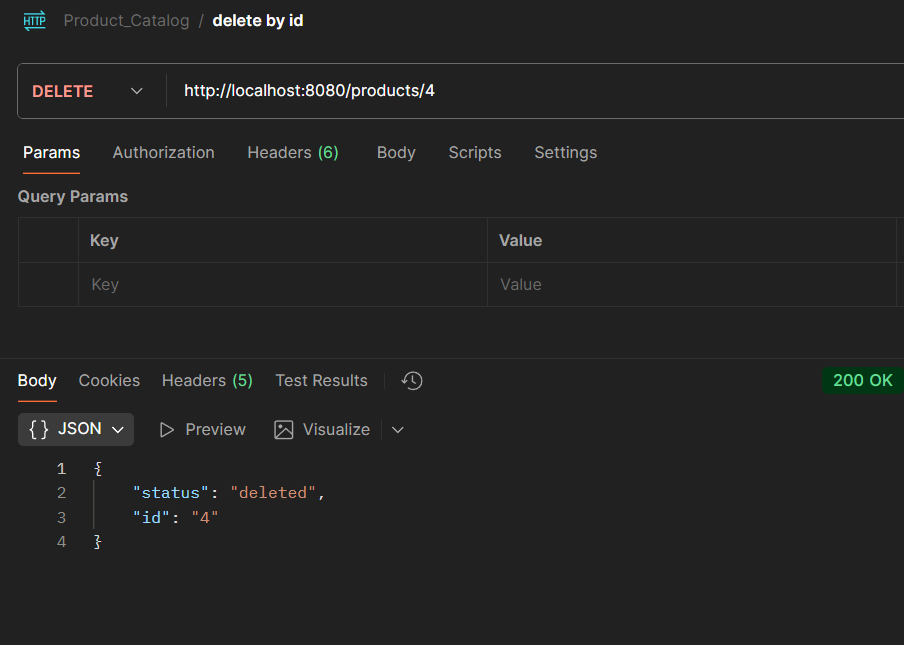 HTTP Product_Catalog / delete by id
DELETE http://localhost:8080/products/4
Params Authorization Headers (6) Body Scripts Settings
Query Params
Key Value
Key Value
Body Cookies Headers (5) Test Results 200 OK
{} JSON Preview Visualize
1 {
2 "status": "deleted",
3 "id": "4"
4 }